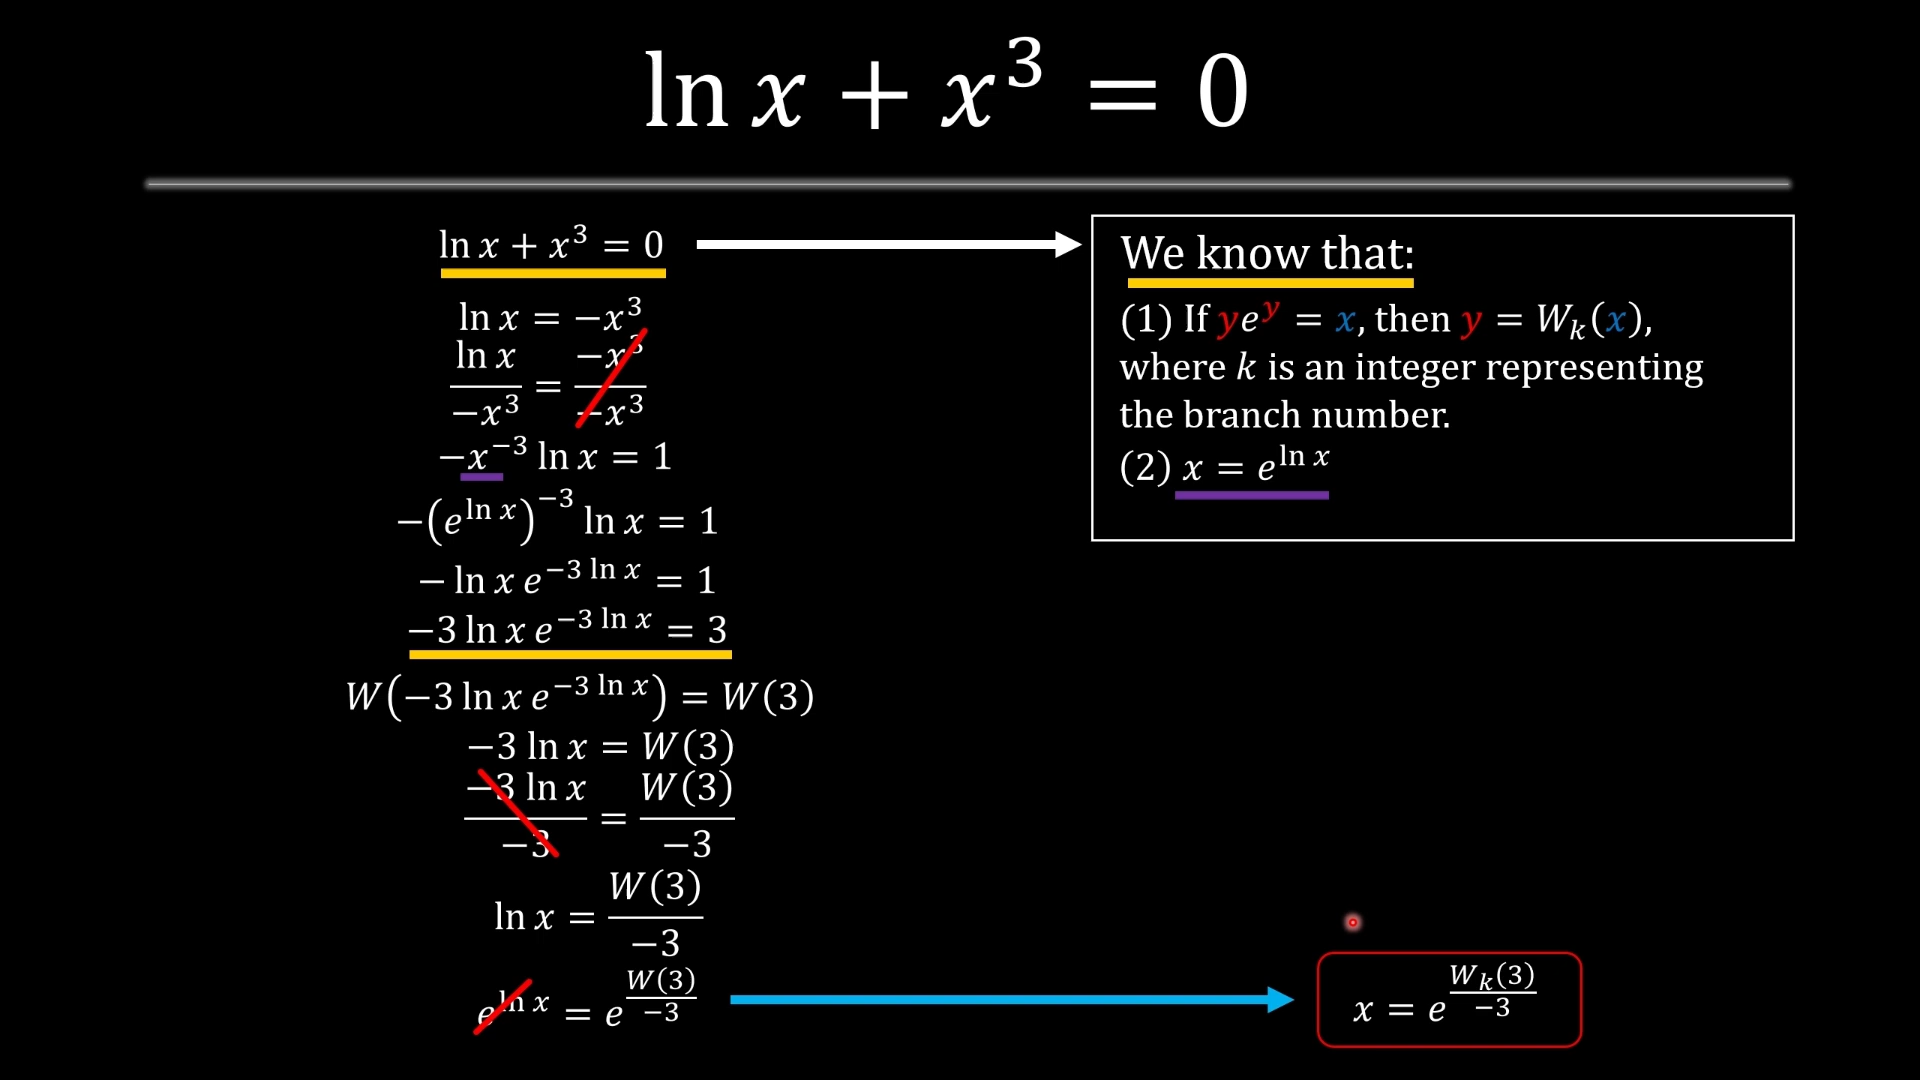 ln x + x³ = 0
ln x + x³ = 0
ln x = −x³
ln x / −x³ = −x³ / −x³
−x⁻³ ln x = 1
−(e^(ln x))⁻³ ln x = 1
− ln x e^(−3 ln x) = 1
−3 ln x e^(−3 ln x) = 3
W(−3 ln x e^(−3 ln x)) = W(3)
−3 ln x = W(3)
−3 ln x / −3 = W(3) / −3
ln x = W(3) / −3
e^(ln x) = e^(W(3) / −3)
We know that:
(1) If ye^y = x, then y = Wₖ(x),
where k is an integer representing
the branch number.
(2) x = e^(ln x)
x = e^(Wₖ(3) / −3)